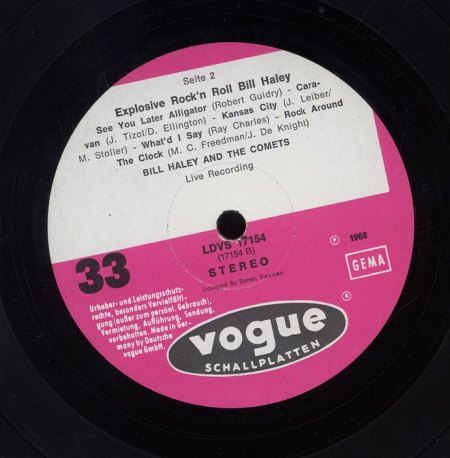 Seite 2
Explosive Rock'n Roll Bill Haley
See You Later Alligator (Robert Guidry) - Cara-
van (J. Tizol/D. Ellington) - Kansas City (J. Leiber/
M. Stoller) - What'd I Say (Ray Charles) - Rock Around
The Clock (M. C. Freedman/J. De Knight)
BILL HALEY AND THE COMETS
Live Recording
33
LDVS 17154
(17154 B)
STEREO
Licensed By Sonet, Sweden
℗ 1968
GEMA
Urheber- und Leistungsschutz-
rechte, besonders Vervielfälti-
gung (außer zum persönl. Gebrauch),
Vermietung, Aufführung, Sendung,
vorbehalten. Made in Ger-
many by Deutsche
vogue GmbH.
®
vogue
SCHALLPLATTEN